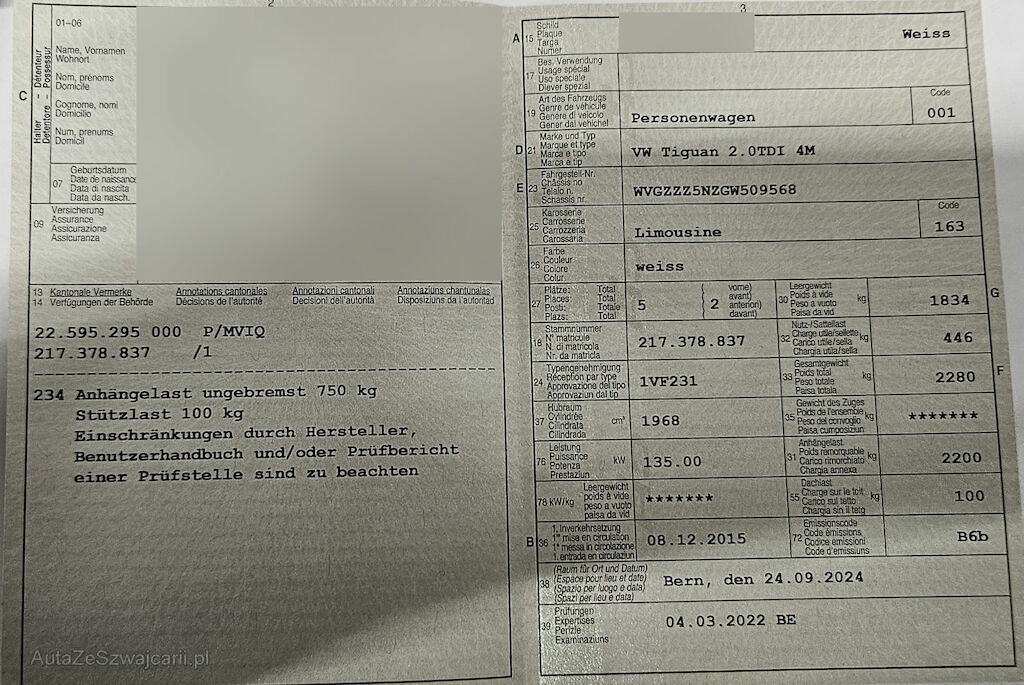 2
01-06
Name, Vornamen
Wohnort
Nom, prénoms
Domicile
Cognome, nomi
Domicilio
Num, prenums
Domicil
C
Halter - Détenteur
Detentore - Possessur
07
Geburtsdatum
Date de naissance
Data di nascita
Data da nasch.
09
Versicherung
Assurance
Assicurazione
Assicuranza
13 Kantonale Vermerke Annotations cantonales Annotazioni cantonali Annotaziuns chantunalas
14 Verfügungen der Behörde Décisions de l'autorité Decisioni dell'autorità Disposiziuns da l'autoritad
22.595.295 000 P/MVIQ
217.378.837 /1
234 Anhängelast ungebremst 750 kg
Stützlast 100 kg
Einschränkungen durch Hersteller,
Benutzerhandbuch und/oder Prüfbericht
einer Prüfstelle sind zu beachten
AutaZeSzwajcarii.pl
3
A 15
Schild
Plaque
Targa
Numer
Weiss
17
Bes. Verwendung
Usage spécial
Uso speciale
Diever spezial
19
Art des Fahrzeugs
Genre de véhicule
Genere di veicolo
Gener dal vehichel
Personenwagen
Code
001
D 21
Marke und Typ
Marque et type
Marca e tipo
Marca e tip
VW Tiguan 2.0TDI 4M
E 23
Fahrgestell-Nr.
Châssis no
Telaio n.
Schassis nr.
WVGZZZ5NZGW509568
25
Karosserie
Carrosserie
Carrozzeria
Carossaria
Limousine
Code
163
26
Farbe
Couleur
Colore
Colur
weiss
27
Plätze: Total
Places: Total
Posti: Totale
Plazs: Total
5
2
vorne)
avant)
anteriori)
davant)
30
Leergewicht
Poids à vide
Peso a vuoto
Paisa da vid
kg
1834
G
18
Stammnummer
N° matricule
N. di matricola
Nr. da matricla
217.378.837
32
Nutz-/Sattellast
Charge utile/sellette
Carico utile/sella
Chargia utila/sella
kg
446
24
Typengenehmigung
Réception par type
Approvazione del tipo
Approvaziun dal tip
1VF231
33
Gesamtgewicht
Poids total
Peso totale
Paisa totala
kg
2280
F
37
Hubraum
Cylindrée
Cilindrata
Cilindrada
cm³
1968
35
Gewicht des Zuges
Poids de l'ensemble
Peso del convoglio
Paisa cumposiziun
kg
*******
76
Leistung
Puissance
Potenza
Prestaziun
kW
135.00
31
Anhängelast
Poids remorquable
Carico rimorchiato
Chargia annexa
kg
2200
78 kW/kg
Leergewicht
poids à vide
peso a vuoto
paisa da vid
*******
55
Dachlast
Charge sur le toit
Carico sul tetto
Chargia sin il tetg
kg
100
B 36
1. Inverkehrsetzung
1re mise en circulation
1a messa in circolazione
1. entrada en circulaziun
08.12.2015
72
Emissionscode
Code émissions
Codice emissioni
Code d'emissiuns
B6b
38
(Raum für Ort und Datum)
(Espace pour lieu et date)
(Spazio per luogo e data)
(Spazi per lieu e data)
Bern, den 24.09.2024
39
Prüfungen
Expertises
Perizie
Examinaziuns
04.03.2022 BE